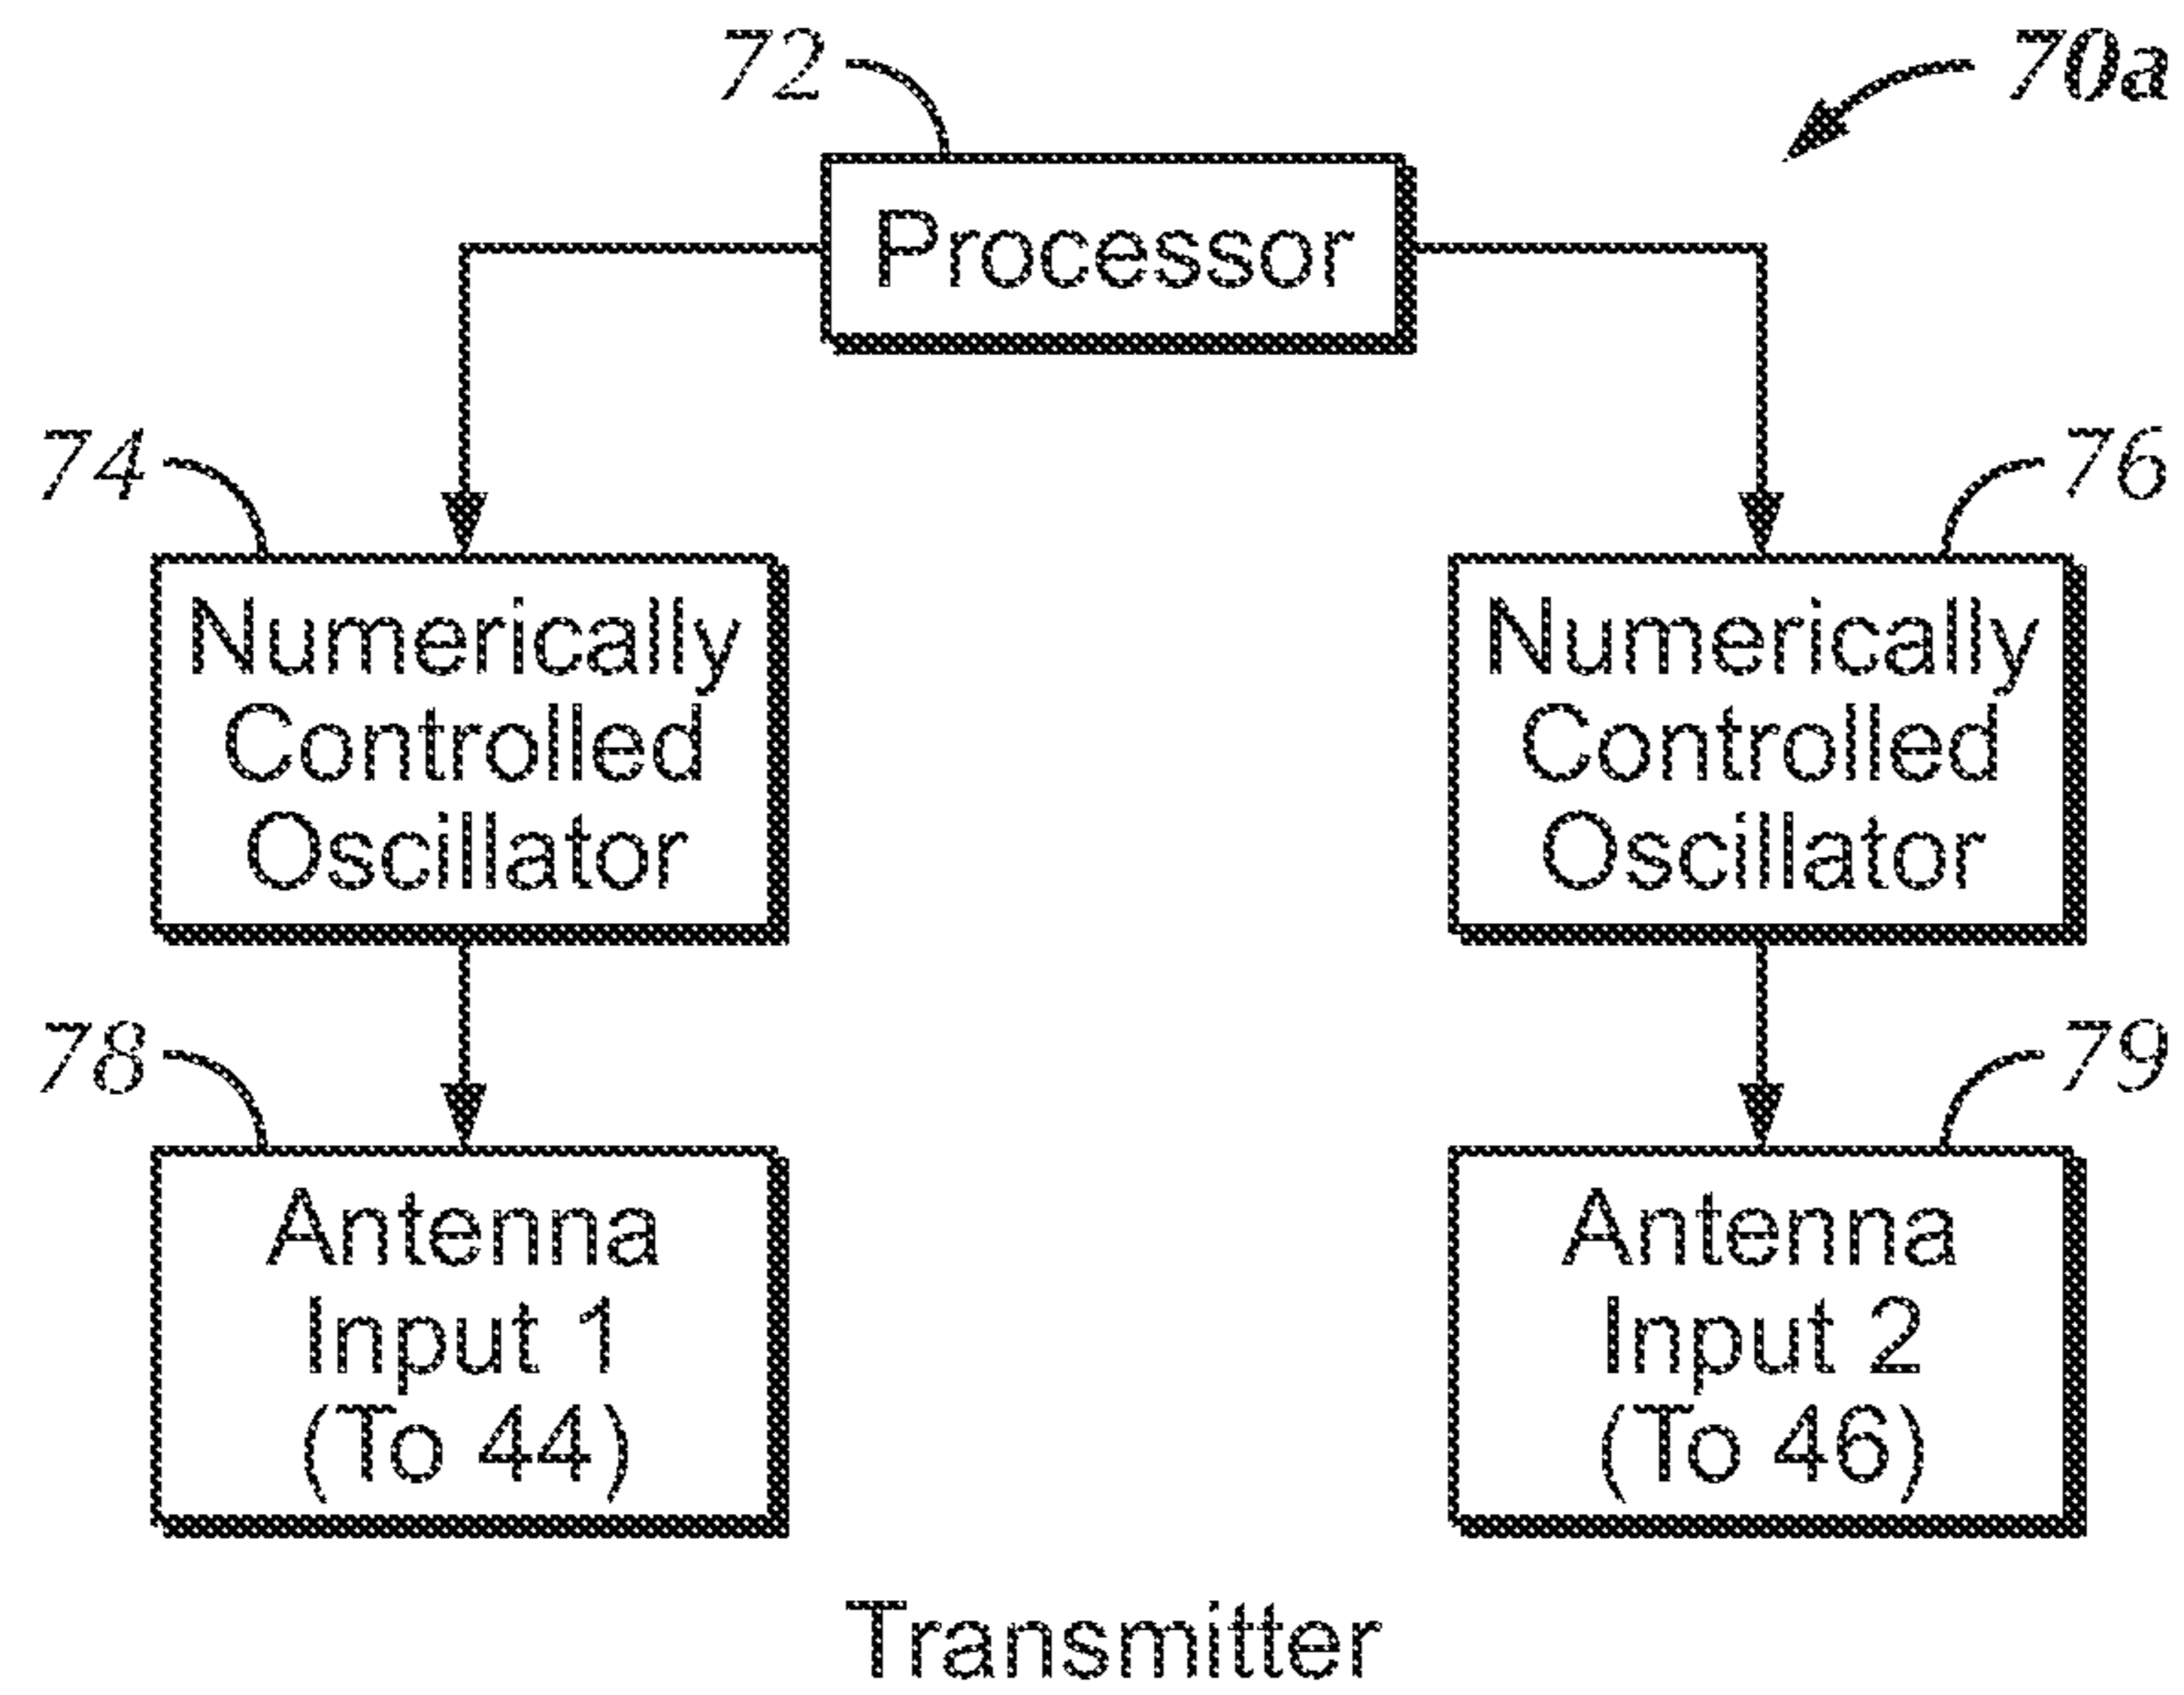 72
70a
Processor
74
76
Numerically
Controlled
Oscillator
Numerically
Controlled
Oscillator
78
79
Antenna
Input 1
(To 44)
Antenna
Input 2
(To 46)
Transmitter